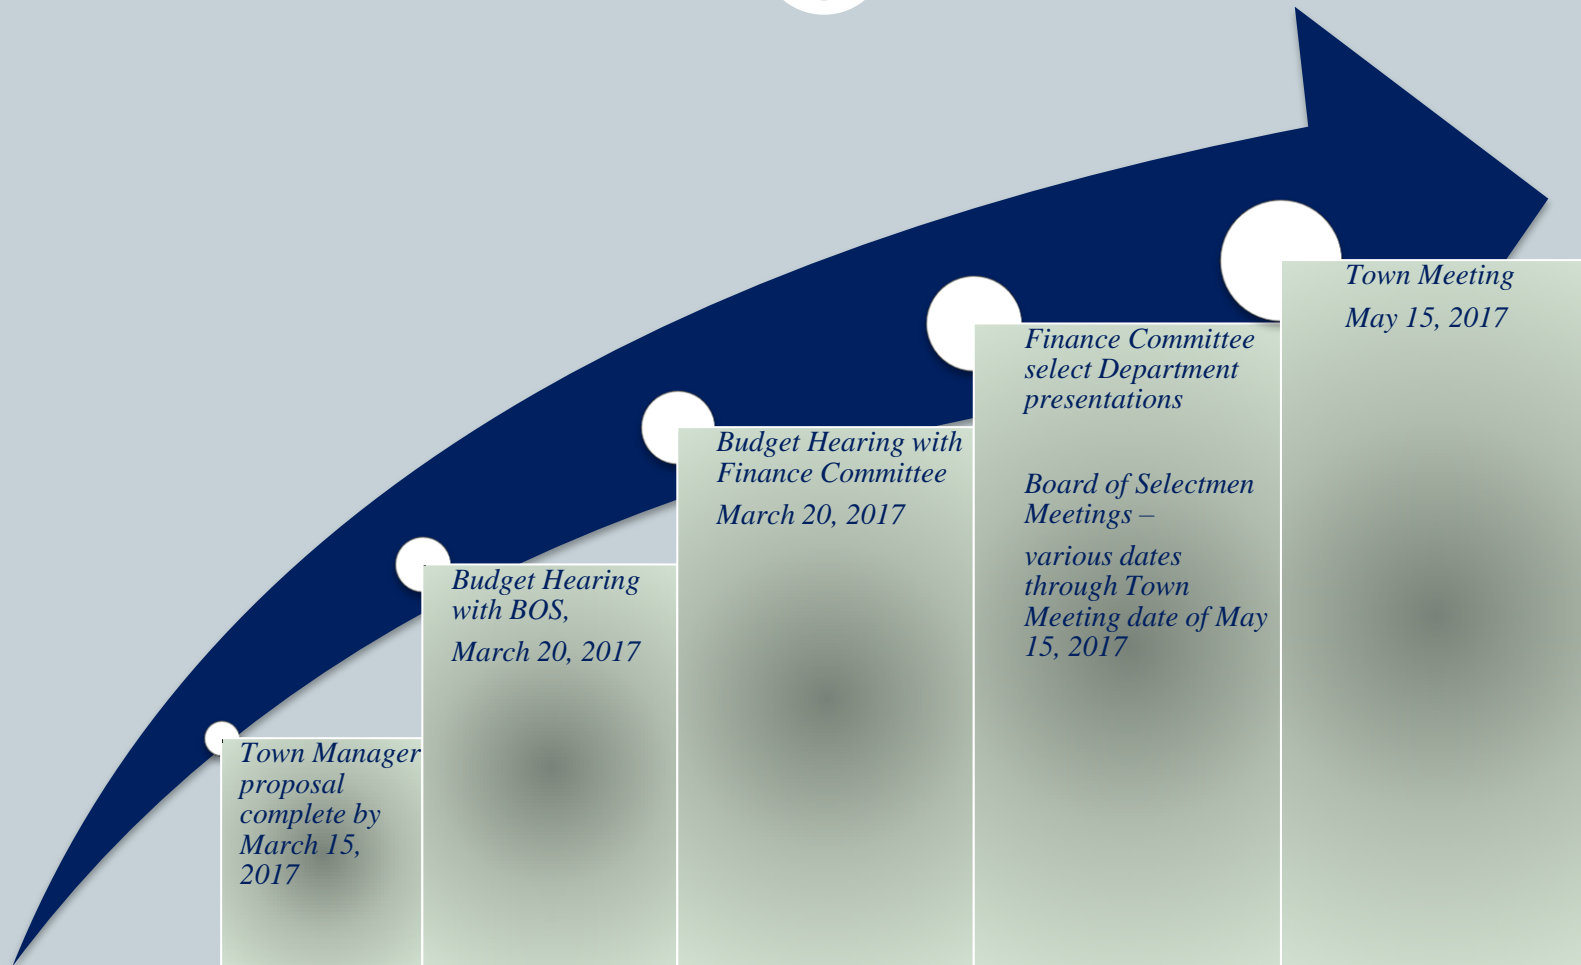 Town Manager
proposal
complete by
March 15,
2017
Budget Hearing
with BOS,
March 20, 2017
Budget Hearing with
Finance Committee
March 20, 2017
Finance Committee
select Department
presentations
Board of Selectmen
Meetings –
various dates
through Town
Meeting date of May
15, 2017
Town Meeting
May 15, 2017